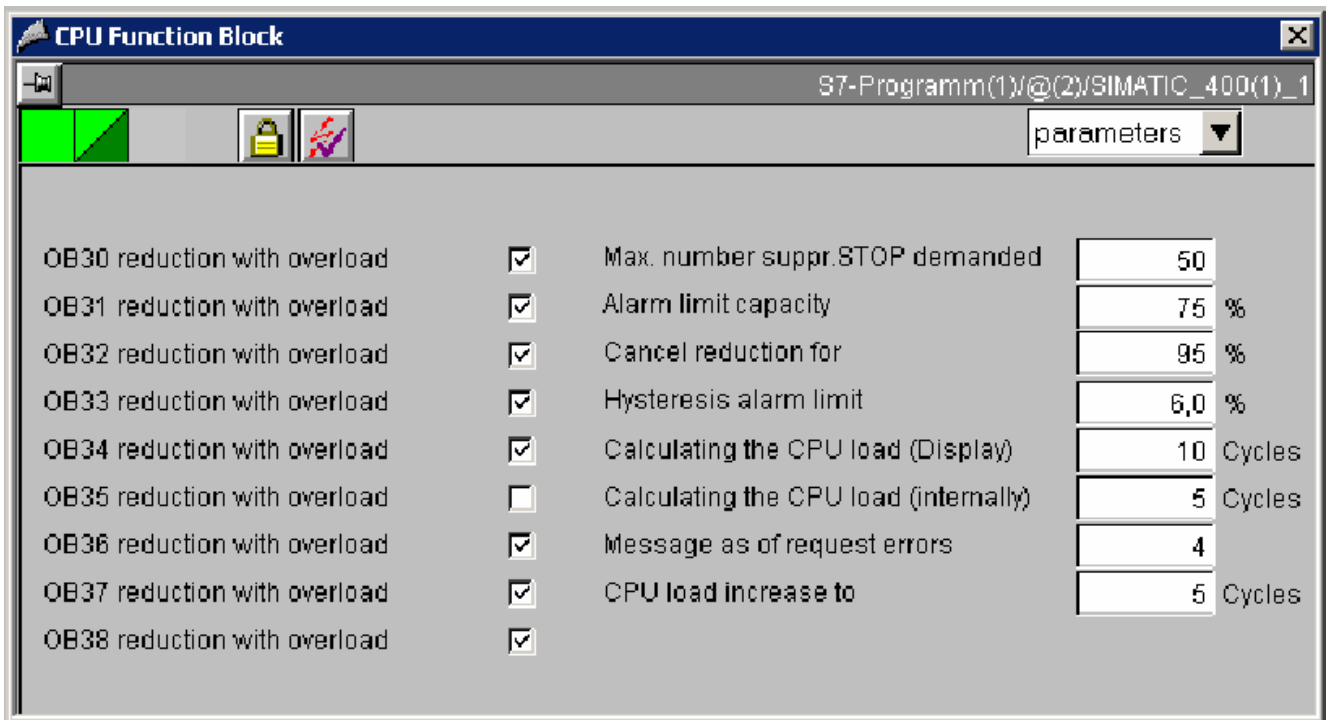 CPU Function Block
S7-Programm(1)/@(2)/SIMATIC_400(1)_1
parameters
OB30 reduction with overload
Max. number suppr.STOP demanded 50
OB31 reduction with overload
Alarm limit capacity 75 %
OB32 reduction with overload
Cancel reduction for 95 %
OB33 reduction with overload
Hysteresis alarm limit 6,0 %
OB34 reduction with overload
Calculating the CPU load (Display) 10 Cycles
OB35 reduction with overload
Calculating the CPU load (internally) 5 Cycles
OB36 reduction with overload
Message as of request errors 4
OB37 reduction with overload
CPU load increase to 5 Cycles
OB38 reduction with overload